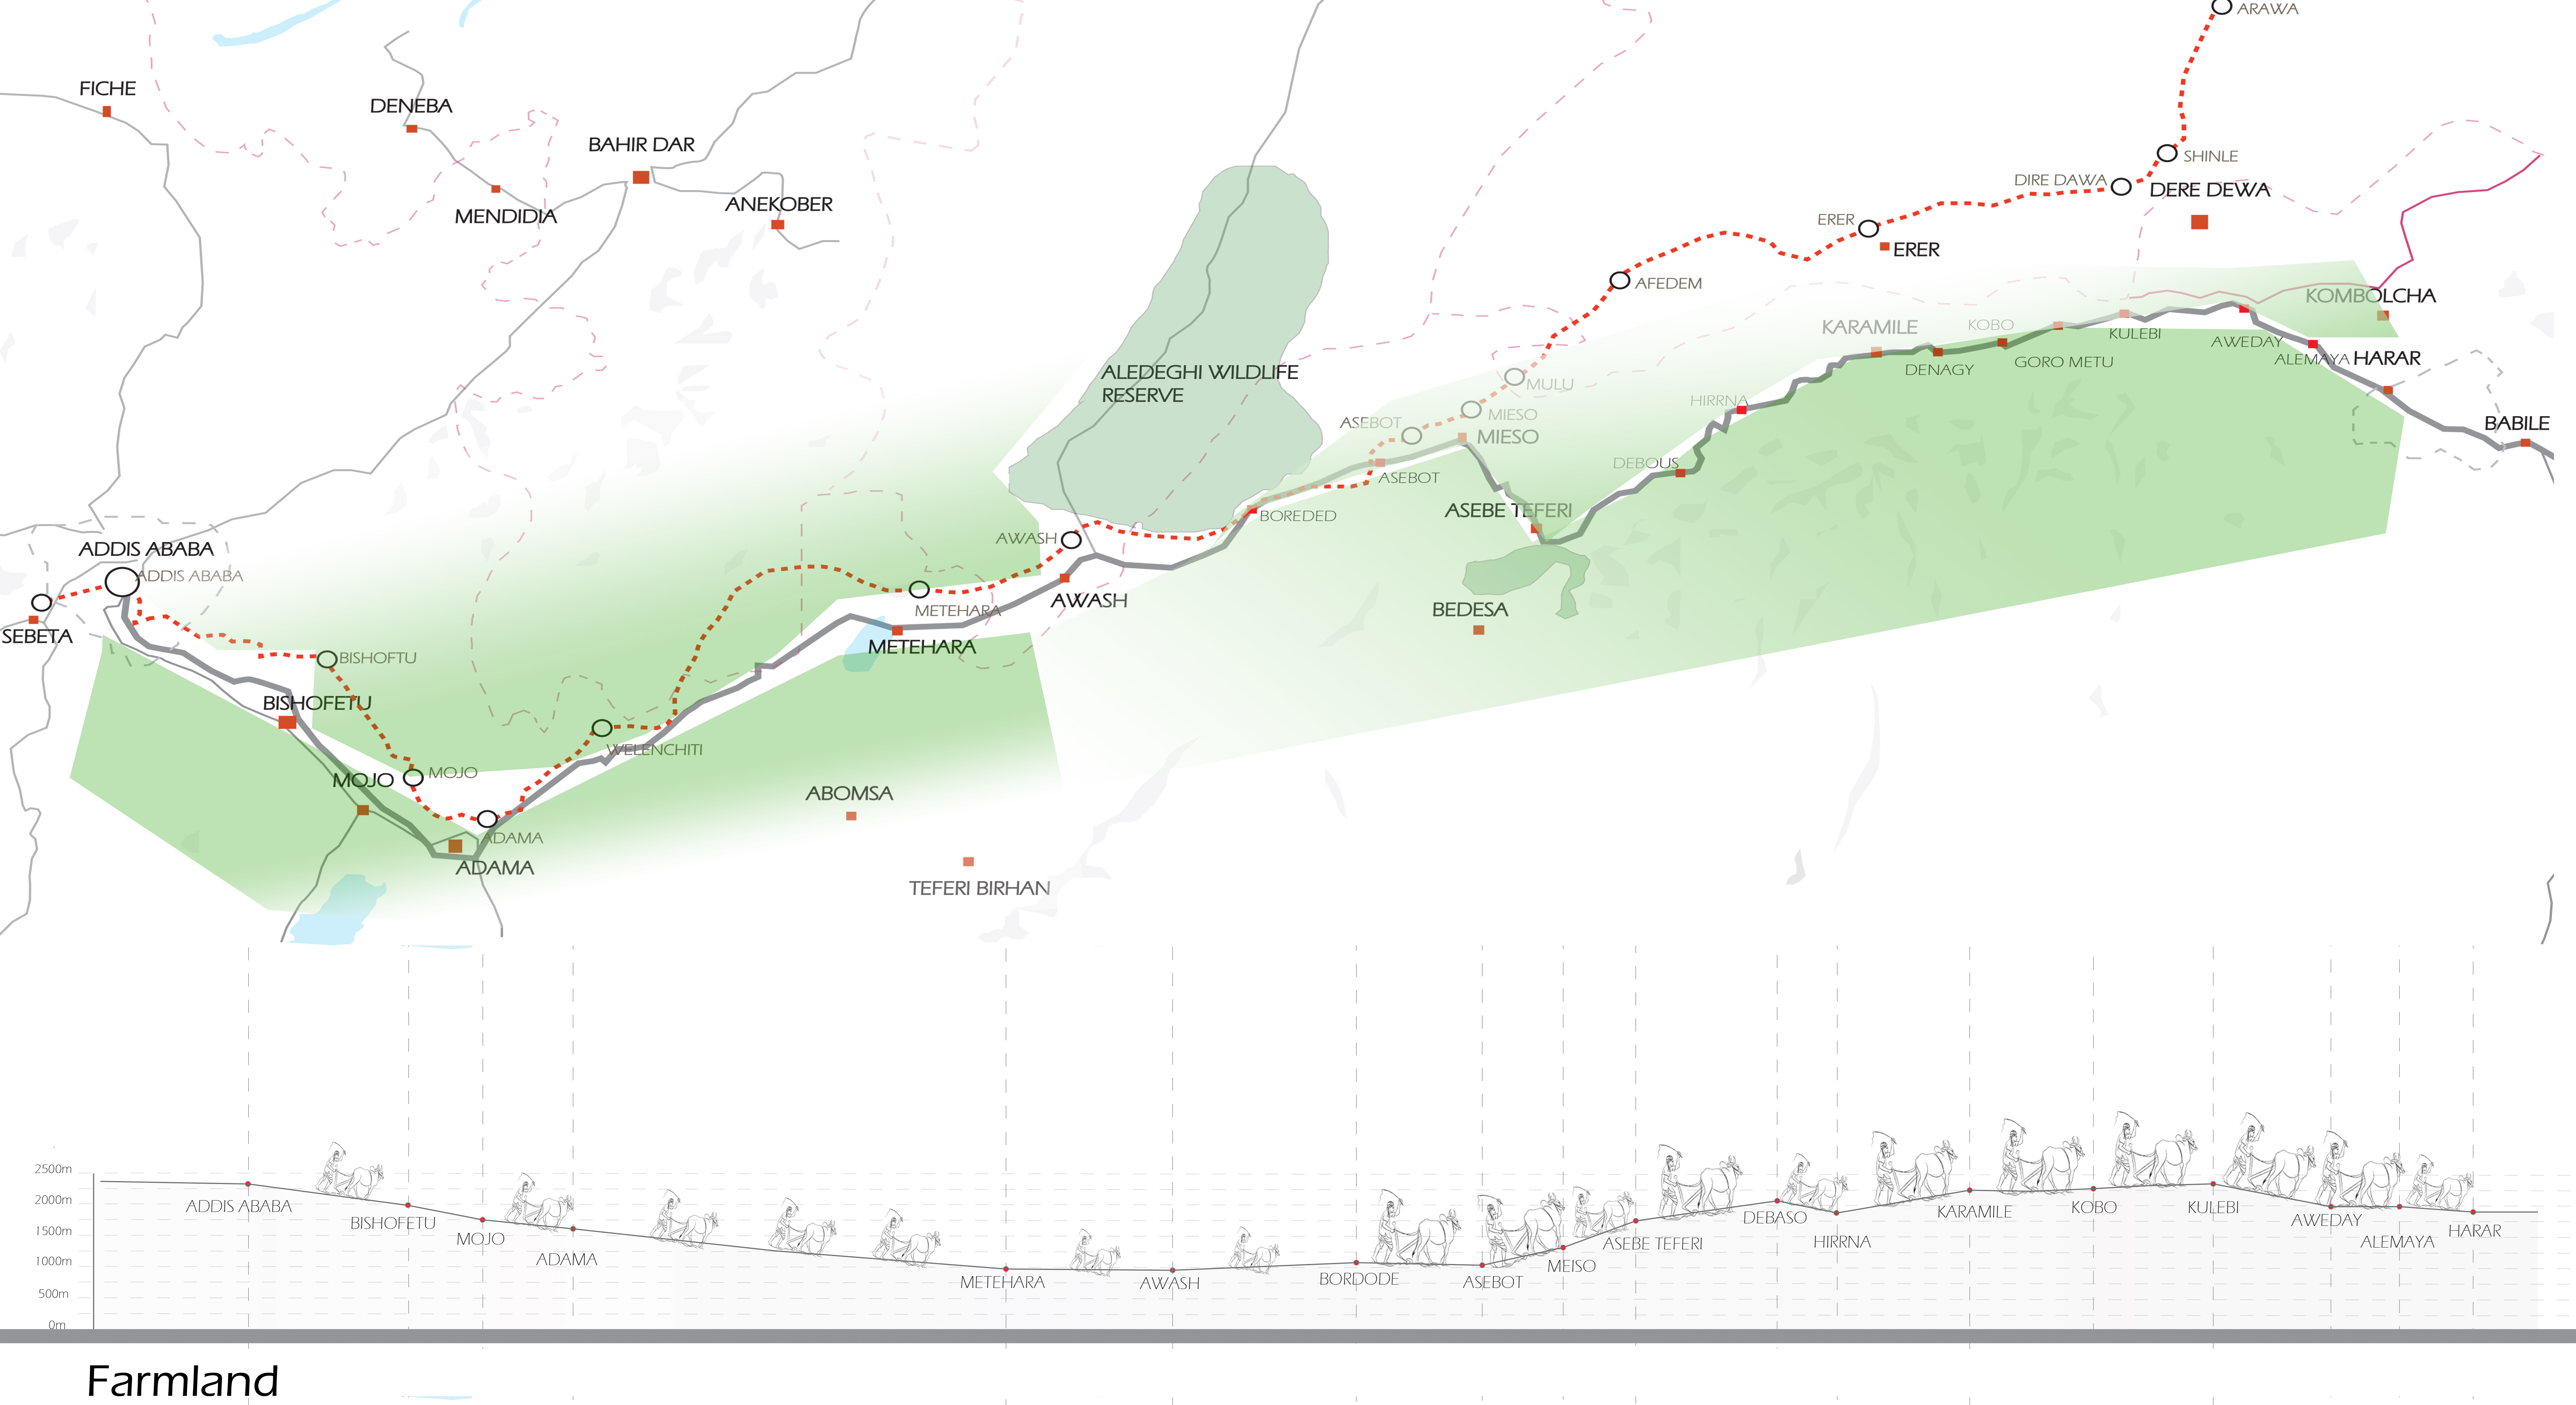 ARAWA
FICHE
DENEBA
BAHIR DAR
SHINLE
DIRE DAWA
DERE DEWA
ANEKOBER
MENDIDIA
ERER
ERER
AFEDEM
KOMBOLCHA
KARAMILE
KOBO
KULEBI
AWEDAY
ALEMAYA
HARAR
GORO METU
DENAGY
ALEDEGHI WILDLIFE
RESERVE
MULU
HIRRNA
MIESO
ASEBOT
MIESO
BABILE
DEBOUS
ASEBOT
ASEBE TEFERI
BOREDED
AWASH
ADDIS ABABA
ADDIS ABABA
AWASH
METEHARA
BEDESA
SEBETA
METEHARA
BISHOFTU
BISHOFETU
WELENCHITI
MOJO
MOJO
ABOMSA
ADAMA
ADAMA
TEFERI BIRHAN
2500m
2000m
1500m
1000m
500m
0m
ADDIS ABABA
BISHOFETU
MOJO
ADAMA
METEHARA
AWASH
BORDODE
ASEBOT
MEISO
ASEBE TEFERI
DEBASO
HIRRNA
KARAMILE
KOBO
KULEBI
AWEDAY
ALEMAYA
HARAR
Farmland